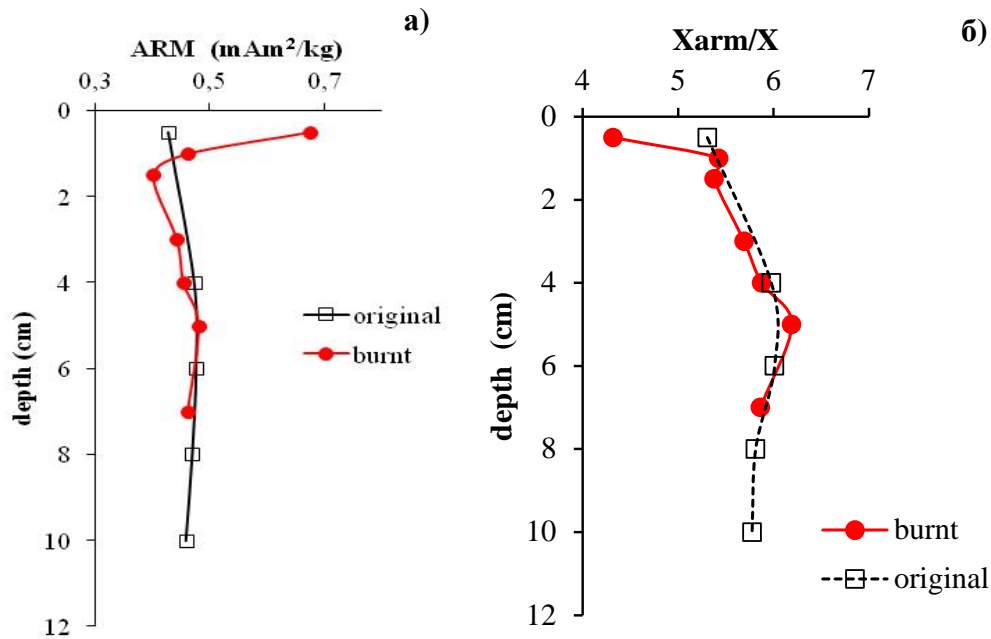 а)
ARM (mAm²/kg)
0,3 0,5 0,7
0
2
4
6
8
10
12
depth (cm)
original
burnt
б)
Xarm/X
4 5 6 7
0
2
4
6
8
10
12
depth (cm)
burnt
original